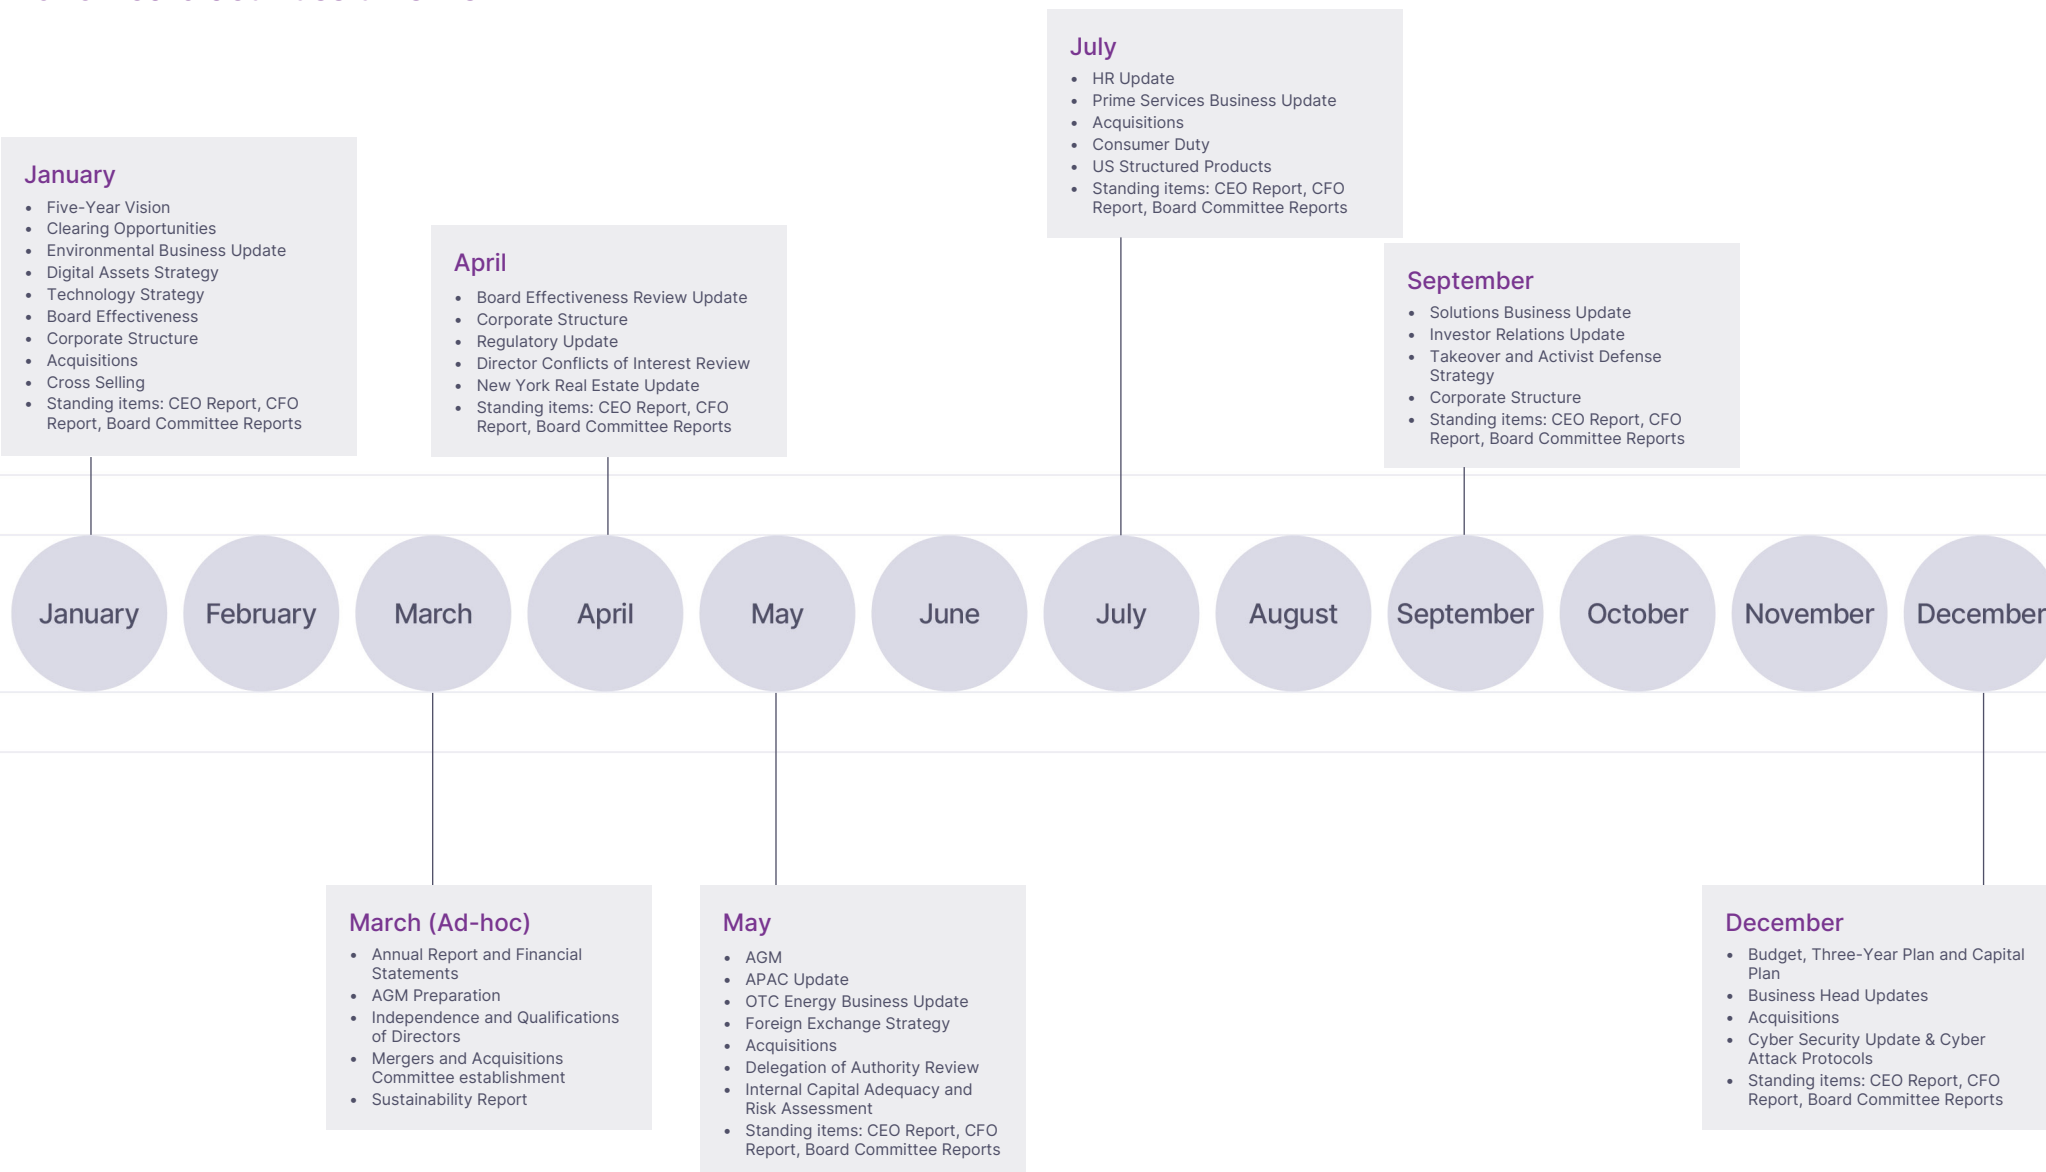 July
• HR Update
• Prime Services Business Update
• Acquisitions
• Consumer Duty
• US Structured Products
• Standing items: CEO Report, CFO
Report, Board Committee Reports
January
• Five-Year Vision
• Clearing Opportunities
• Environmental Business Update
• Digital Assets Strategy
• Technology Strategy
• Board Effectiveness
• Corporate Structure
• Acquisitions
• Cross Selling
• Standing items: CEO Report, CFO
Report, Board Committee Reports
April
• Board Effectiveness Review Update
• Corporate Structure
• Regulatory Update
• Director Conflicts of Interest Review
• New York Real Estate Update
• Standing items: CEO Report, CFO
Report, Board Committee Reports
September
• Solutions Business Update
• Investor Relations Update
• Takeover and Activist Defense
Strategy
• Corporate Structure
• Standing items: CEO Report, CFO
Report, Board Committee Reports
January February March April May June July August September October November December
March (Ad-hoc)
• Annual Report and Financial
Statements
• AGM Preparation
• Independence and Qualifications
of Directors
• Mergers and Acquisitions
Committee establishment
• Sustainability Report
May
• AGM
• APAC Update
• OTC Energy Business Update
• Foreign Exchange Strategy
• Acquisitions
• Delegation of Authority Review
• Internal Capital Adequacy and
Risk Assessment
• Standing items: CEO Report, CFO
Report, Board Committee Reports
December
• Budget, Three-Year Plan and Capital
Plan
• Business Head Updates
• Acquisitions
• Cyber Security Update & Cyber
Attack Protocols
• Standing items: CEO Report, CFO
Report, Board Committee Reports